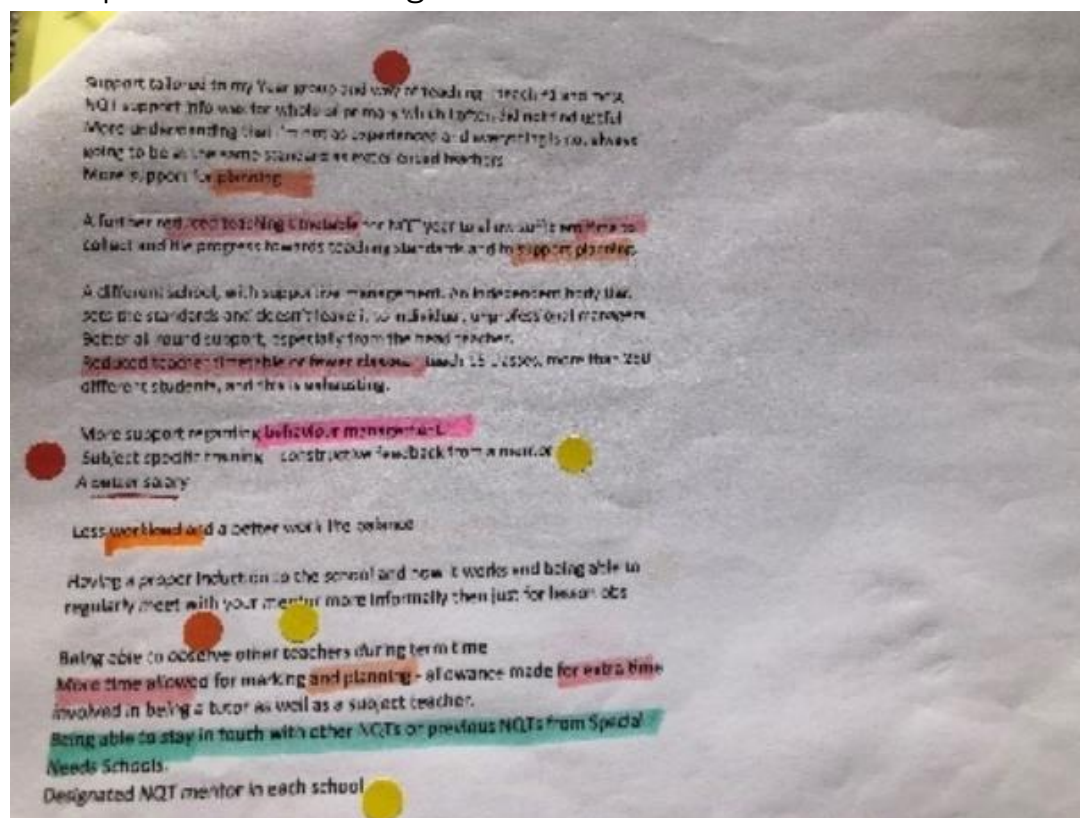 Support tailored to my Year group and way of teaching I teach and most
NQT support info was for whole of primary which I often did not find useful
More understanding that I'm not as experienced and everything is not always
going to be at the same standard as experienced teachers
More support for planning
A further reduced teaching timetable for NQT year to allow sufficient time to
collect and file progress towards teaching standards and to support planning.
A different school, with supportive management. An independent body that
sets the standards and doesn't leave it to individual, unprofessional managers
Better all round support, especially from the head teacher.
Reduced teacher timetable or fewer classes I teach 15 classes, more than 250
different students, and this is exhausting.
More support regarding behaviour management.
Subject specific training constructive feedback from a mentor
A better salary
Less workload and a better work life balance
Having a proper induction to the school and how it works and being able to
regularly meet with your mentor more informally then just for lesson obs
Being able to observe other teachers during term time
More time allowed for marking and planning - allowance made for extra time
involved in being a tutor as well as a subject teacher.
Being able to stay in touch with other NQTs or previous NQTs from Special
Needs Schools.
Designated NQT mentor in each school